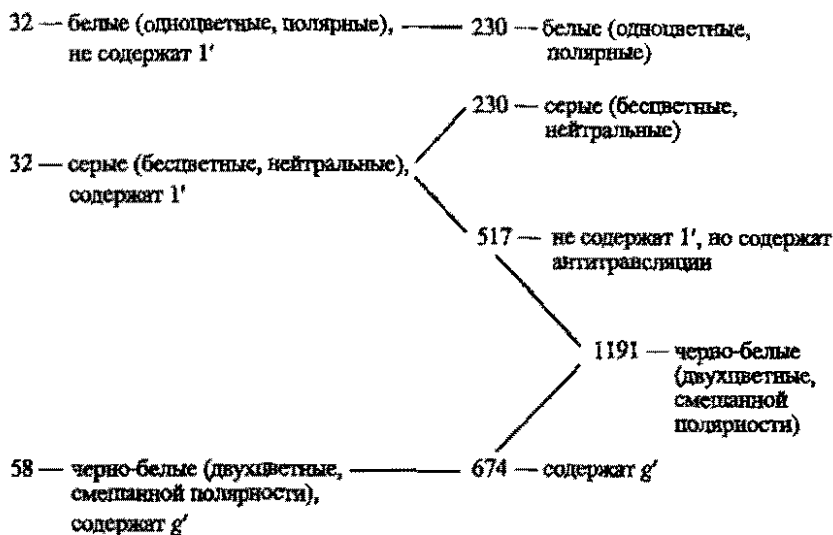 32 — белые (одноцветные, полярные),
не содержат 1′
230 — белые (одноцветные,
полярные)
230 — серые (бесцветные,
нейтральные)
32 — серые (бесцветные, нейтральные),
содержат 1′
517 — не содержат 1′, но содержат
антитрансляции
1191 — черно-белые
(двухцветные,
смешанной
полярности)
58 — черно-белые (двухцветные,
смешанной полярности),
содержат g′
674 — содержат g′